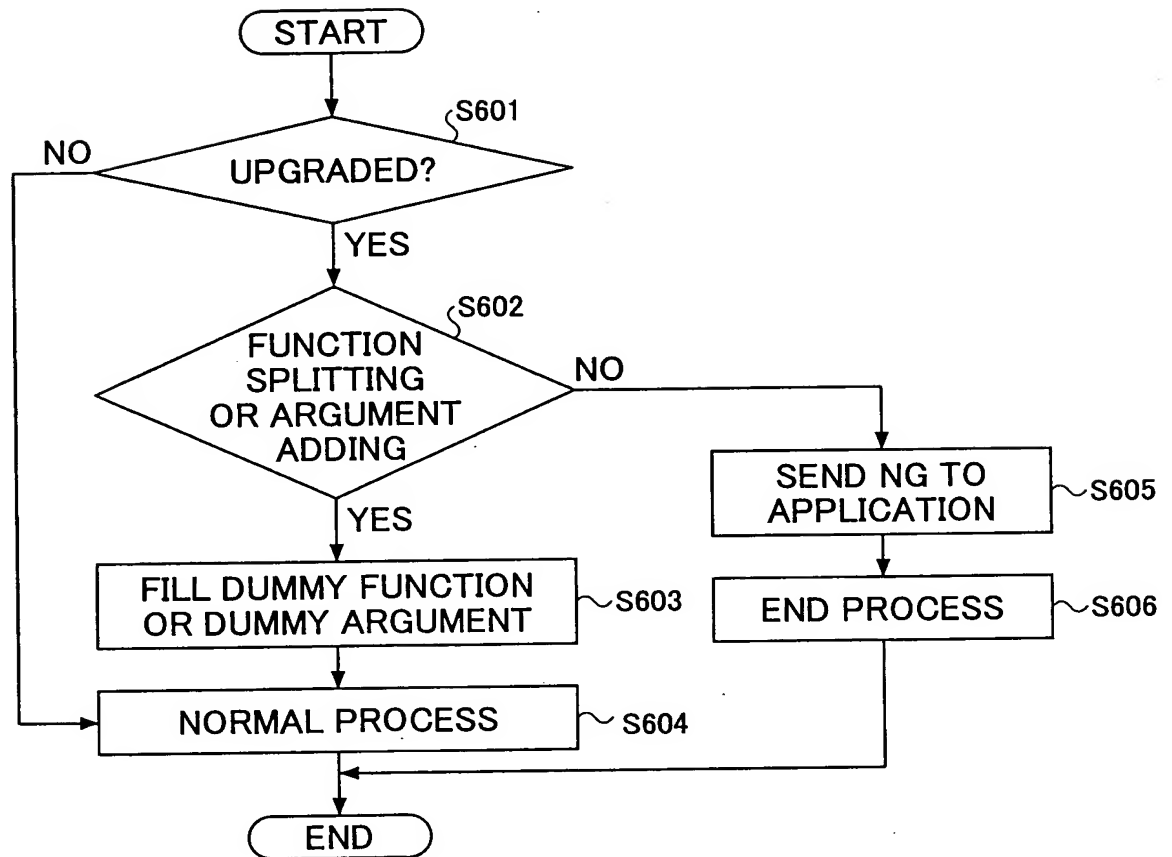 START
S601
NO
UPGRADED?
YES
S602
FUNCTION
SPLITTING
OR ARGUMENT
ADDING
NO
YES
SEND NG TO
APPLICATION
S605
FILL DUMMY FUNCTION
OR DUMMY ARGUMENT
S603
END PROCESS
S606
NORMAL PROCESS
S604
END